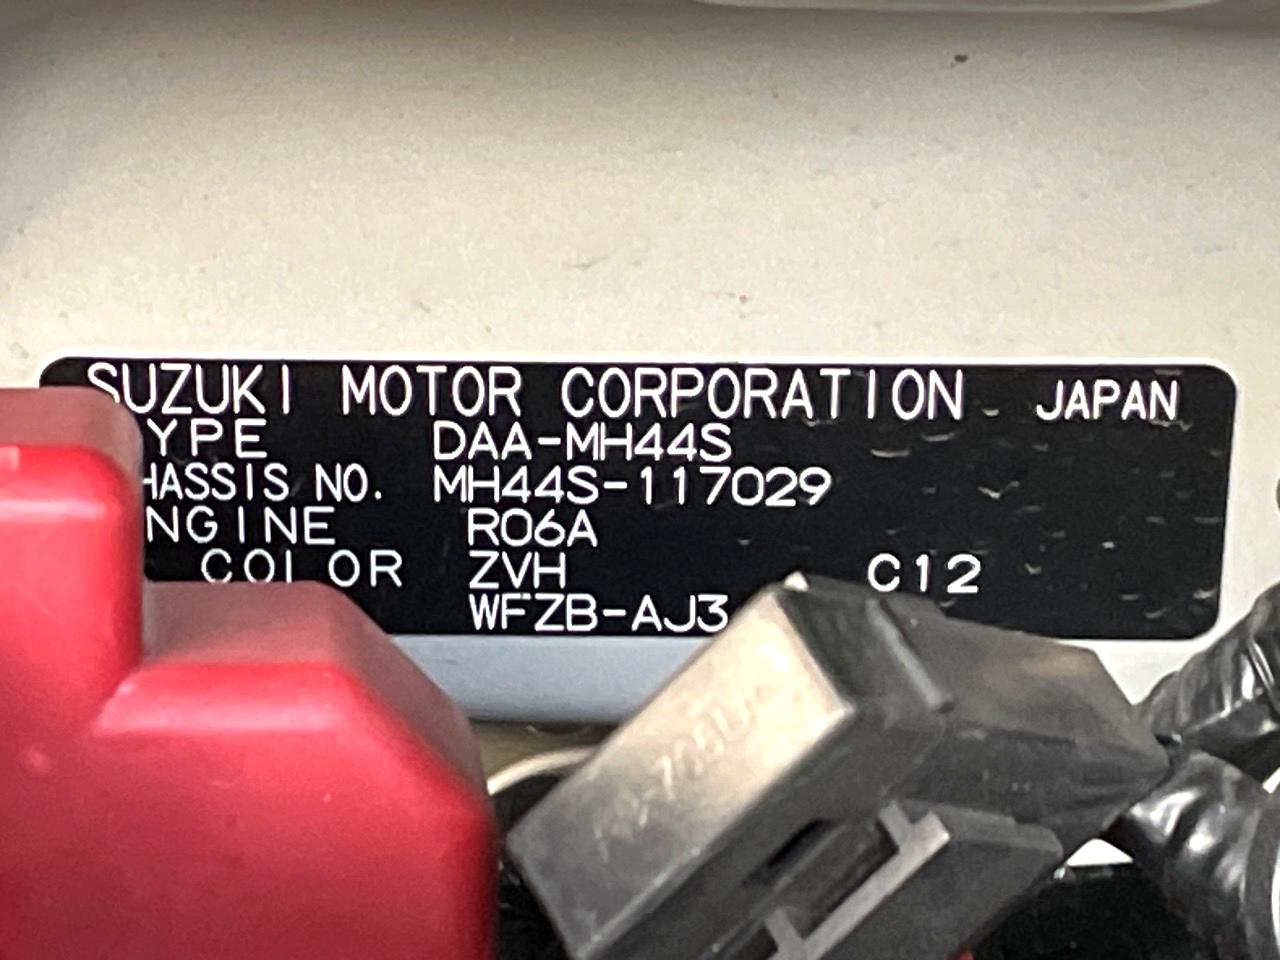 SUZUKI MOTOR CORPORATION JAPAN
YPE DAA-MH44S
HASSIS NO. MH44S-117029
NGINE R06A
COLOR ZVH C12
WFZB-AJ3